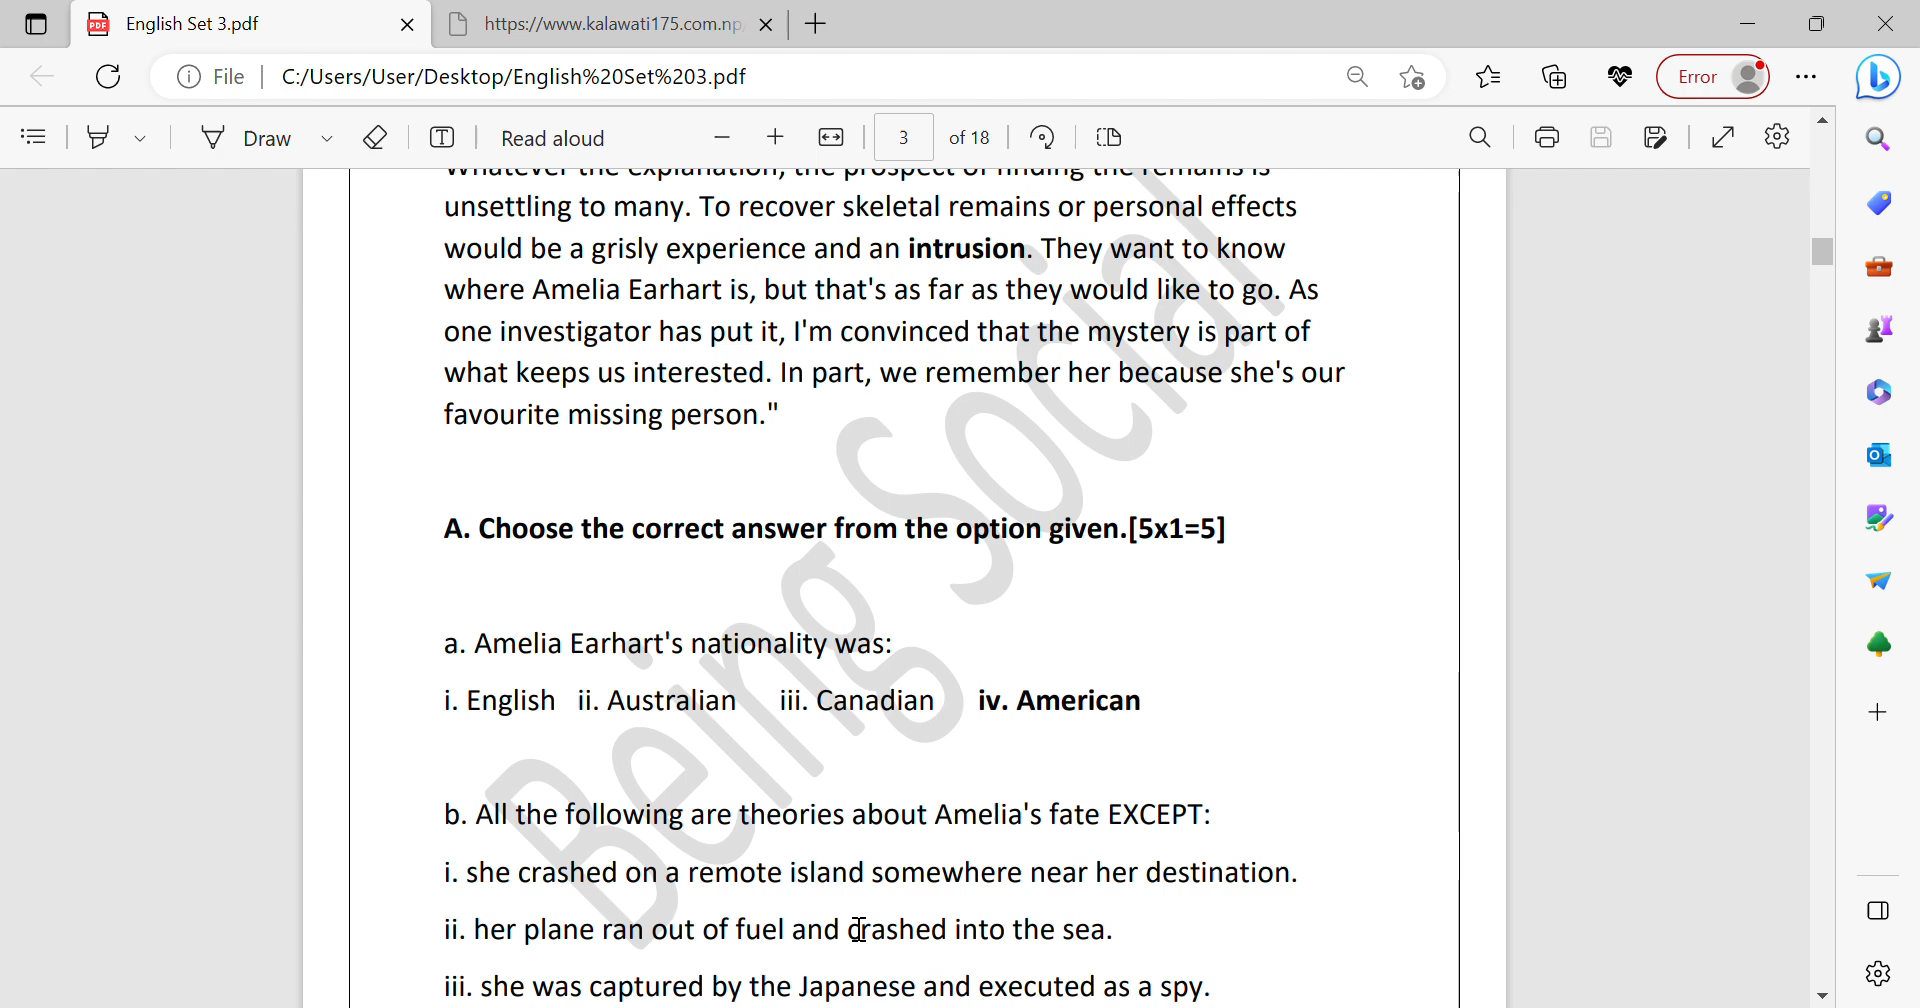 English Set 3.pdf
https://www.kalawati175.com.np/
File
C:/Users/User/Desktop/English%20Set%203.pdf
Error
Draw
Read aloud
3
of 18
Whatever the explanation, the prospect of finding the remains is
unsettling to many. To recover skeletal remains or personal effects
would be a grisly experience and an intrusion. They want to know
where Amelia Earhart is, but that's as far as they would like to go. As
one investigator has put it, I'm convinced that the mystery is part of
what keeps us interested. In part, we remember her because she's our
favourite missing person."
A. Choose the correct answer from the option given.[5x1=5]
a. Amelia Earhart's nationality was:
i. English ii. Australian iii. Canadian iv. American
b. All the following are theories about Amelia's fate EXCEPT:
i. she crashed on a remote island somewhere near her destination.
ii. her plane ran out of fuel and crashed into the sea.
iii. she was captured by the Japanese and executed as a spy.
Being Social